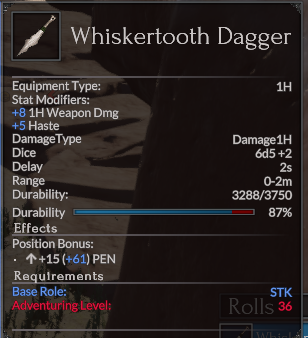 Whiskertooth Dagger
Equipment Type: 1H
Stat Modifiers:
+8 1H Weapon Dmg
+5 Haste
DamageType Damage1H
Dice 6d5 +2
Delay 2s
Range 0-2m
Durability: 3288/3750
Durability 87%
Effects
Position Bonus:
· ↑+15 (+61) PEN
Requirements
Base Role: STK
Adventuring Level: 36
Rolls